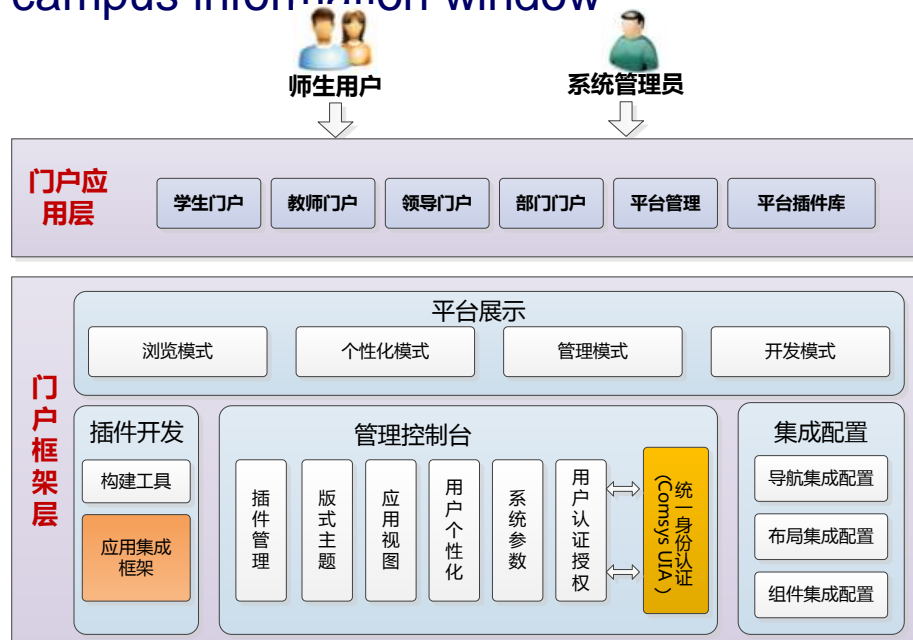 campus information window
师生用户
系统管理员
门户应
用层
学生门户
教师门户
领导门户
部门门户
平台管理
平台插件库
门户框架层
平台展示
浏览模式
个性化模式
管理模式
开发模式
插件开发
构建工具
应用集成
框架
管理控制台
插件管理
版式主题
应用视图
用户个性化
系统参数
用户认证授权
统一身份认证
(Comsys UIA)
集成配置
导航集成配置
布局集成配置
组件集成配置